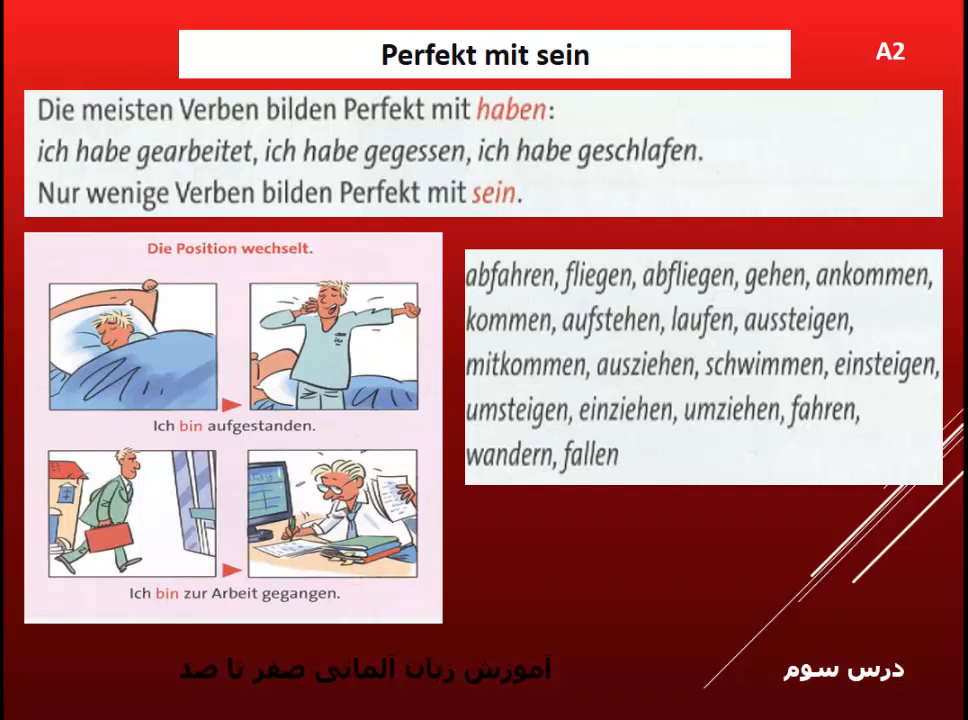 Perfekt mit sein
A2
Die meisten Verben bilden Perfekt mit haben:
ich habe gearbeitet, ich habe gegessen, ich habe geschlafen.
Nur wenige Verben bilden Perfekt mit sein.
Die Position wechselt.
Ich bin aufgestanden.
Ich bin zur Arbeit gegangen.
abfahren, fliegen, abfliegen, gehen, ankommen,
kommen, aufstehen, laufen, aussteigen,
mitkommen, ausziehen, schwimmen, einsteigen,
umsteigen, einziehen, umziehen, fahren,
wandern, fallen
آموزش زبان آلمانی صفر تا صد
درس سوم